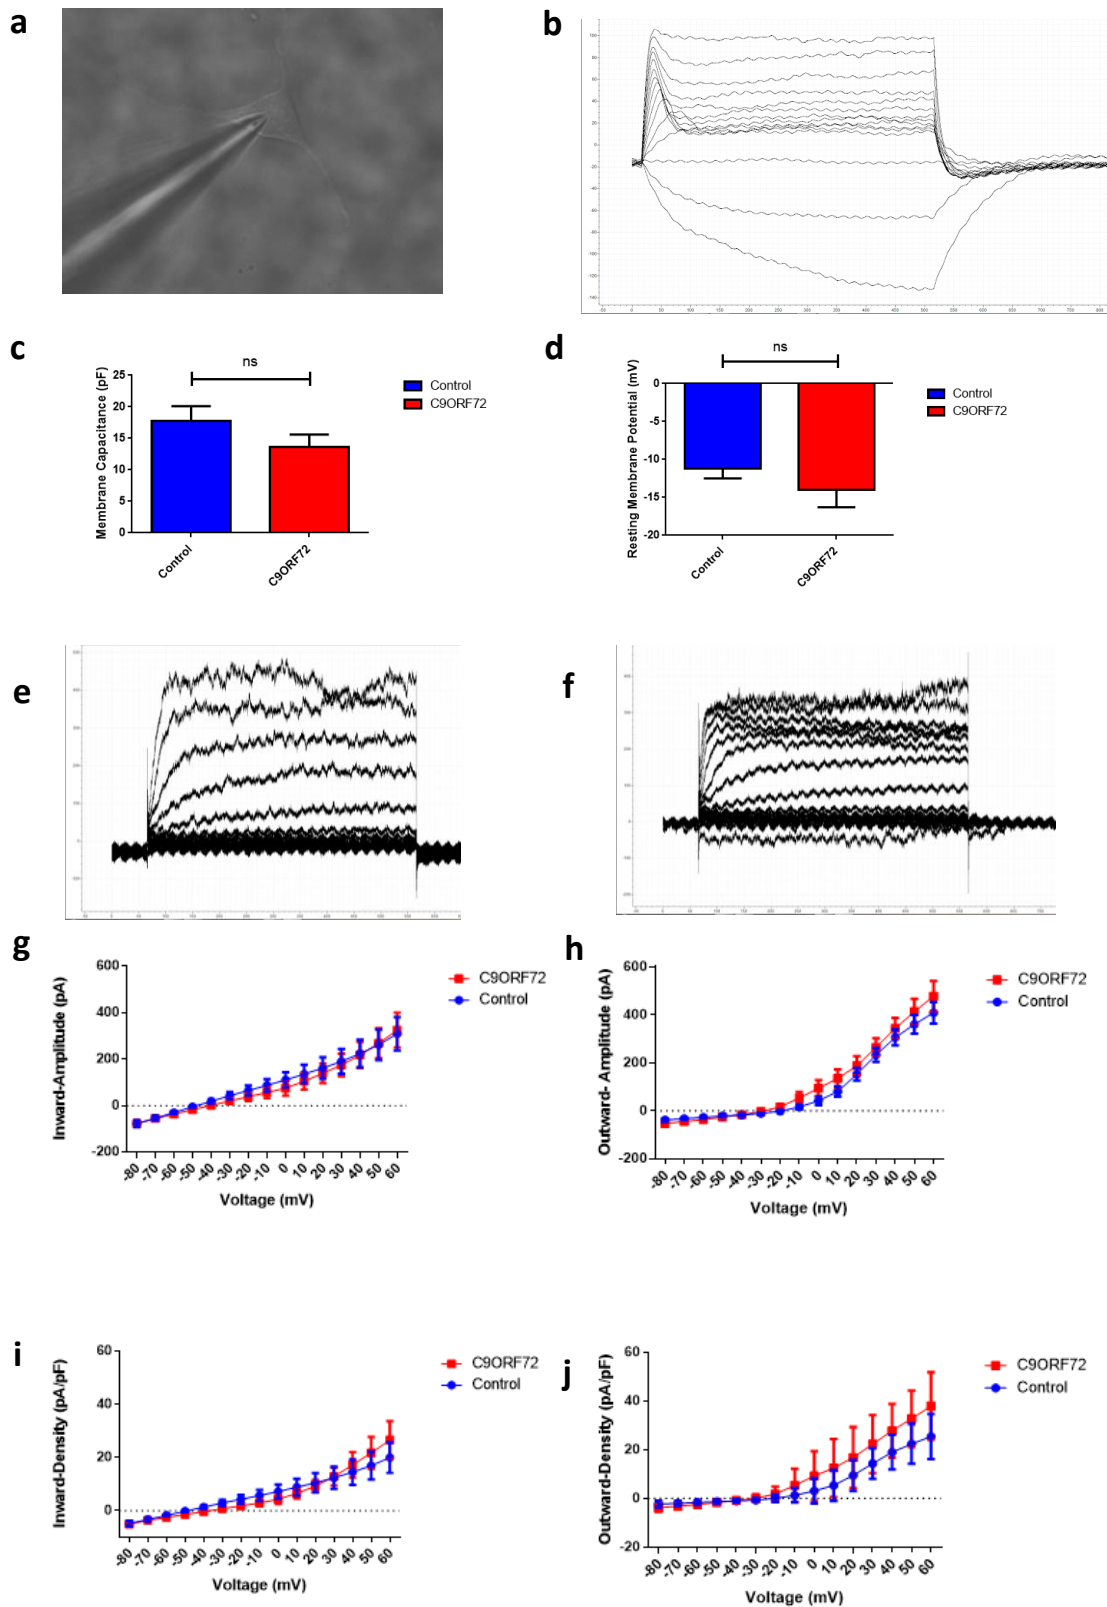 a
b
c
ns
Membrane Capacitance (pF)
25
20
15
10
5
0
Control
C9ORF72
Control
C9ORF72
d
ns
Resting Membrane Potential (mV)
0
-5
-10
-15
-20
Control
C9ORF72
Control
C9ORF72
e
f
g
Inward-Amplitude (pA)
600
400
200
0
-200
-80 -70 -60 -50 -40 -30 -20 -10 0 10 20 30 40 50 60
Voltage (mV)
C9ORF72
Control
h
Outward- Amplitude (pA)
600
400
200
0
-200
-80 -70 -60 -50 -40 -30 -20 -10 0 10 20 30 40 50 60
Voltage (mV)
C9ORF72
Control
i
Inward-Density (pA/pF)
60
40
20
0
-80 -70 -60 -50 -40 -30 -20 -10 0 10 20 30 40 50 60
Voltage (mV)
C9ORF72
Control
j
Outward-Density (pA/pF)
60
40
20
0
-20
-80 -70 -60 -50 -40 -30 -20 -10 0 10 20 30 40 50 60
Voltage (mV)
C9ORF72
Control